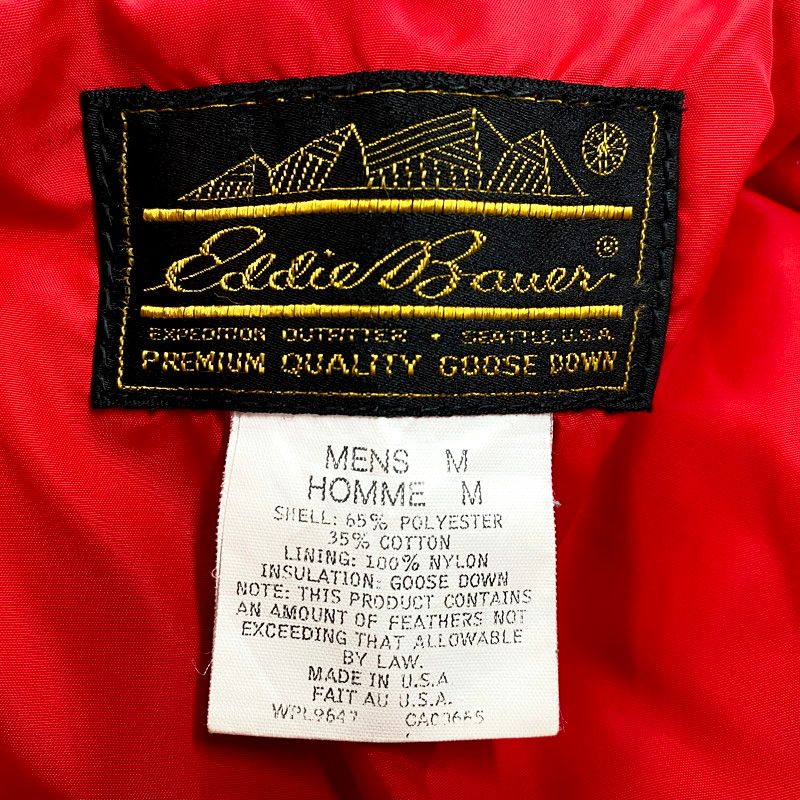 Eddie Bauer ®
EXPEDITION OUTFITTER • SEATTLE, U.S.A.
PREMIUM QUALITY GOOSE DOWN
MENS M
HOMME M
SHELL: 65% POLYESTER
35% COTTON
LINING: 100% NYLON
INSULATION: GOOSE DOWN
NOTE: THIS PRODUCT CONTAINS
AN AMOUNT OF FEATHERS NOT
EXCEEDING THAT ALLOWABLE
BY LAW.
MADE IN U.S.A.
FAIT AU U.S.A.
WPL9647 CA03665